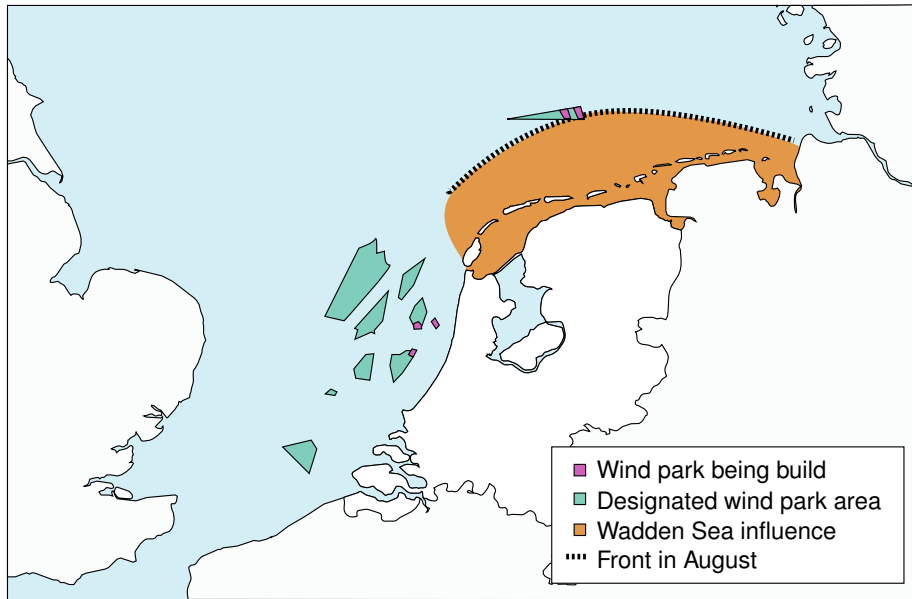 Wind park being build
Designated wind park area
Wadden Sea influence
Front in August